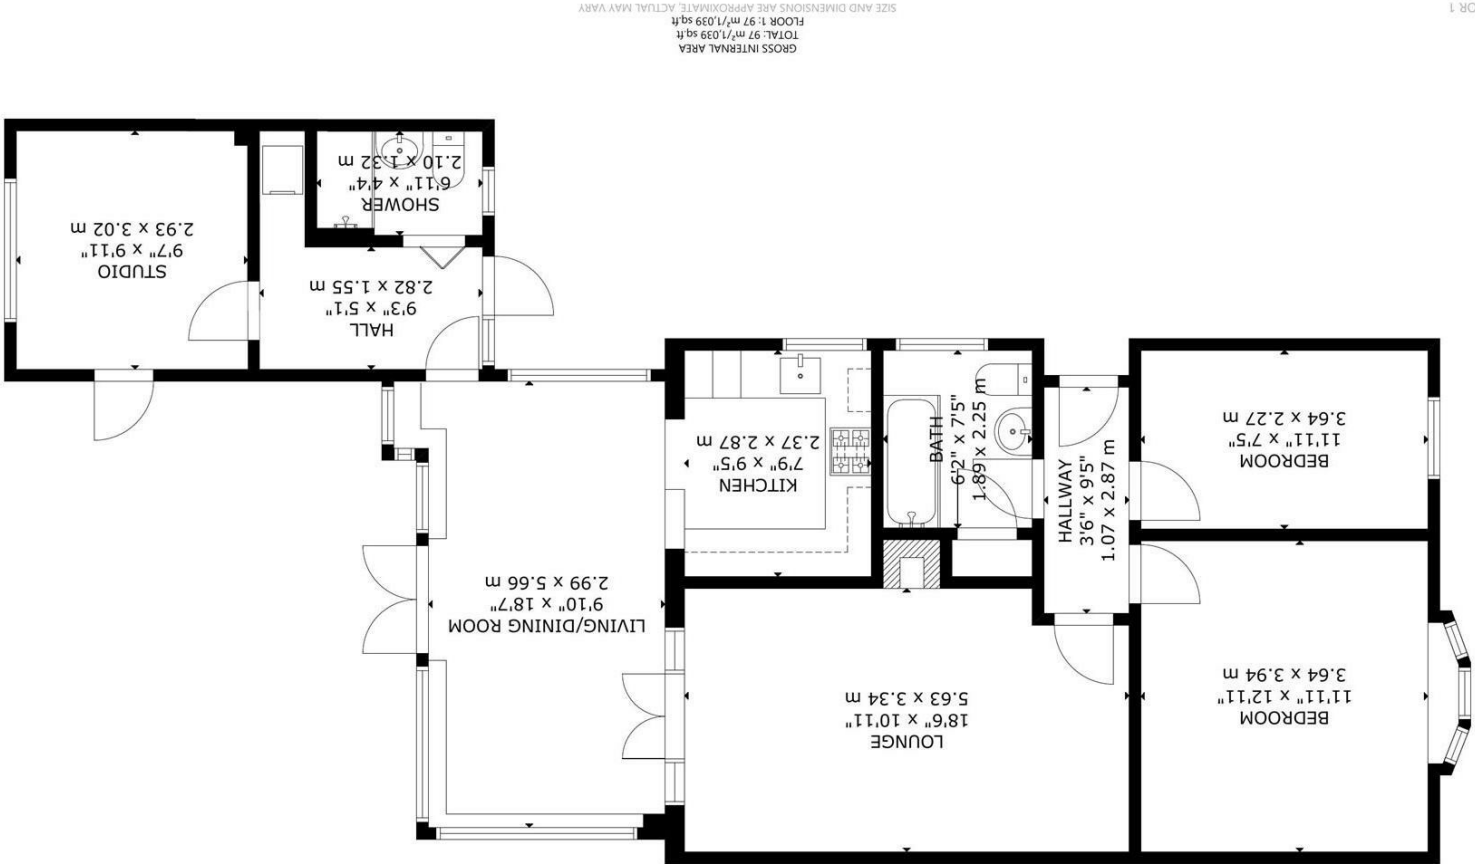 BEDROOM
11'11" x 12'11"
3.64 x 3.94 m
LOUNGE
18'6" x 10'11"
5.63 x 3.34 m
LIVING/DINING ROOM
9'10" x 18'7"
2.99 x 5.66 m
BEDROOM
11'11" x 7'5"
3.64 x 2.27 m
HALLWAY
3'6" x 9'5"
1.07 x 2.87 m
BATH
6'2" x 7'5"
1.89 x 2.25 m
KITCHEN
7'9" x 9'5"
2.37 x 2.87 m
HALL
9'3" x 5'1"
2.82 x 1.55 m
STUDIO
9'7" x 9'11"
2.93 x 3.02 m
SHOWER
6'11" x 4'4"
2.10 x 1.32 m
GROSS INTERNAL AREA
TOTAL: 97 m²/1,039 sq.ft
FLOOR 1: 97 m²/1,039 sq.ft
SIZE AND DIMENSIONS ARE APPROXIMATE, ACTUAL MAY VARY
OR 1